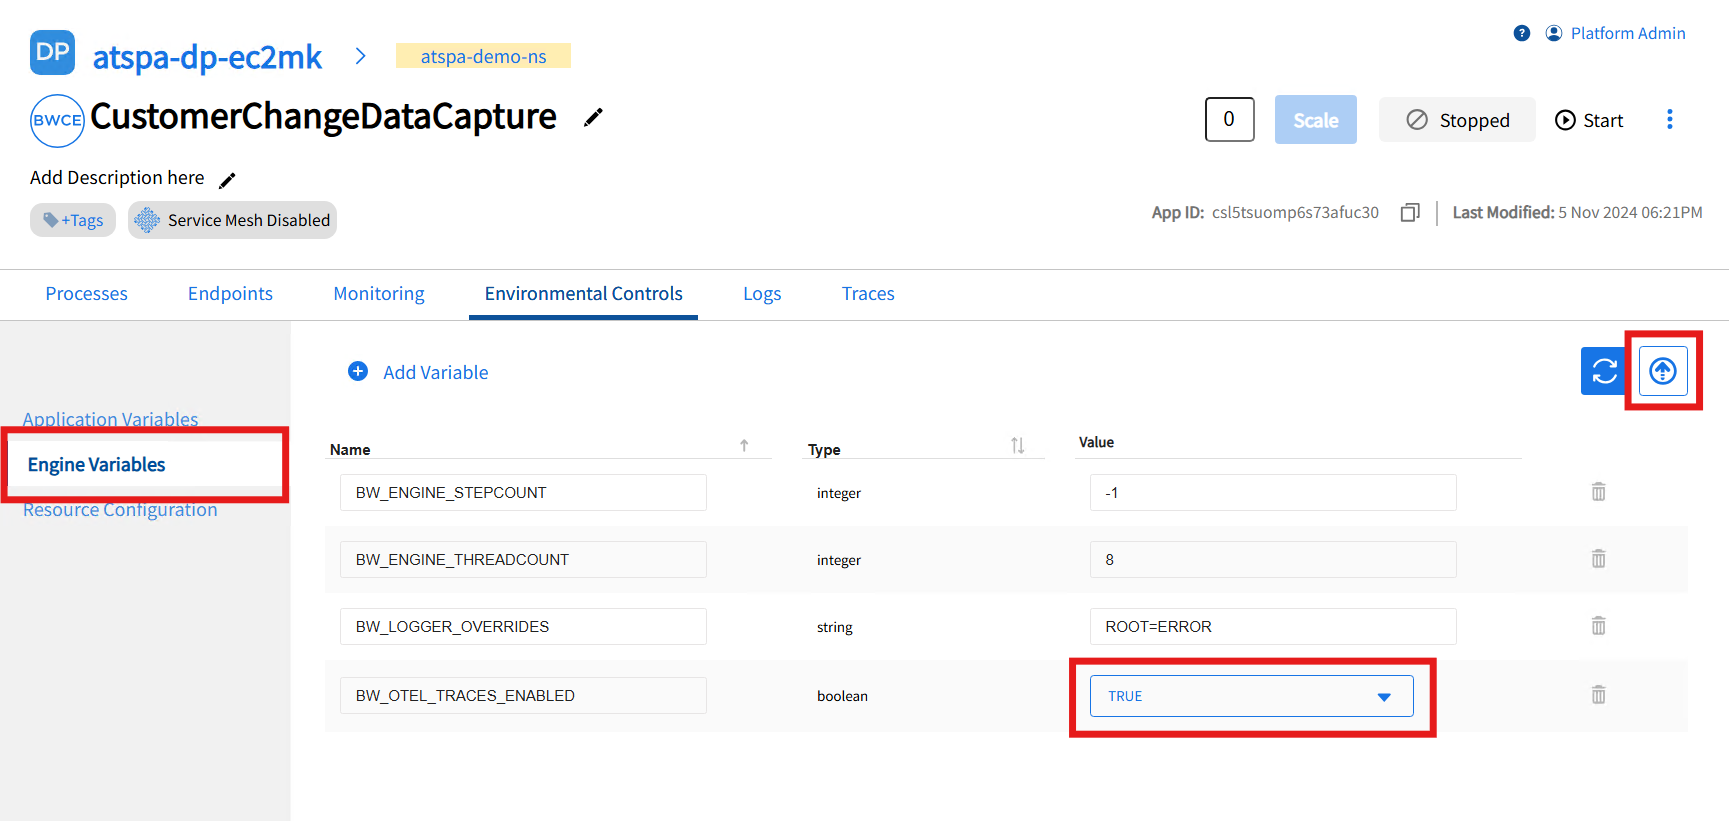 ? Platform Admin
DP atspa-dp-ec2mk > atspa-demo-ns
BWCE CustomerChangeDataCapture
0 Scale Stopped Start
Add Description here
+Tags Service Mesh Disabled
App ID: csl5tsuomp6s73afuc30 Last Modified: 5 Nov 2024 06:21PM
Processes Endpoints Monitoring Environmental Controls Logs Traces
Application Variables
Engine Variables
Resource Configuration
Add Variable
Name Type Value
BW_ENGINE_STEPCOUNT integer -1
BW_ENGINE_THREADCOUNT integer 8
BW_LOGGER_OVERRIDES string ROOT=ERROR
BW_OTEL_TRACES_ENABLED boolean TRUE